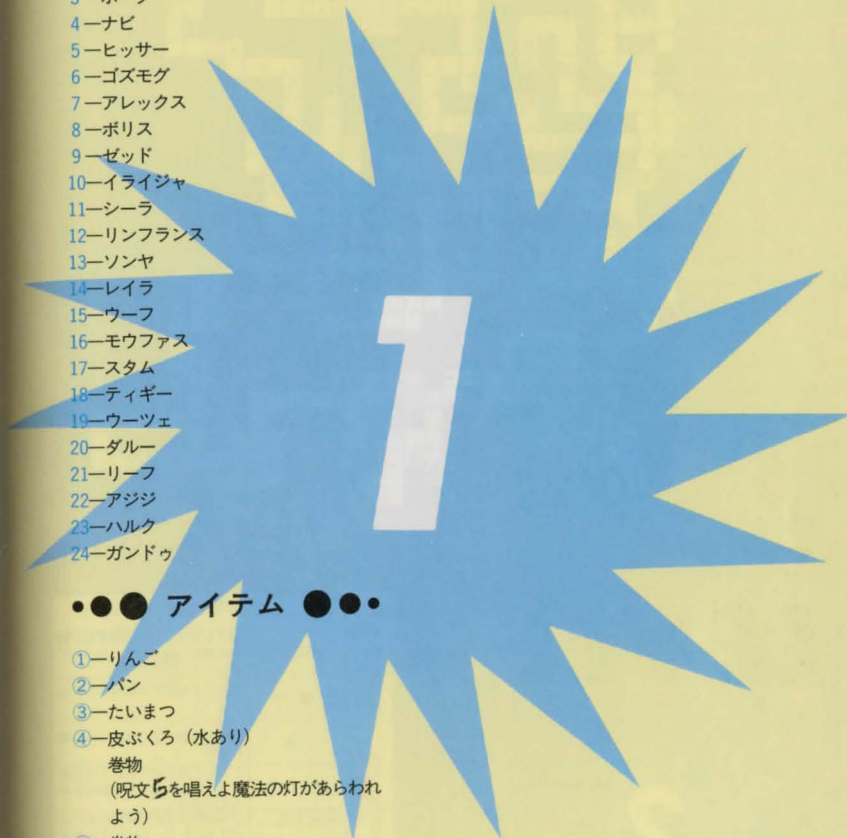 4—ナビ
5—ヒッサー
6—ゴズモグ
7—アレックス
8—ボリス
9—ゼッド
10—イライジャ
11—シーラ
12—リンフランス
13—ソンヤ
14—レイラ
15—ウーフ
16—モウファス
17—スタム
18—ティギー
19—ウーツェ
20—ダルー
21—リーフ
22—アジジ
23—ハルク
24—ガンドゥ
アイテム
①—りんご
②—パン
③—たいまつ
④—皮ぶくろ（水あり）
巻物
(呪文5を唱えよ魔法の灯があらわれ
よう)
1